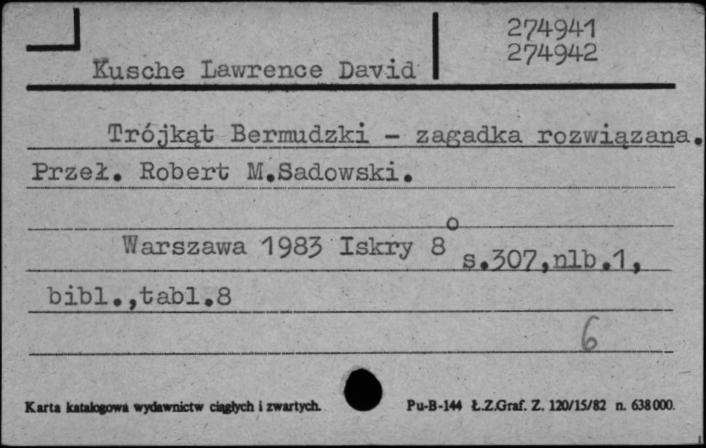 274941
274942
Kusche Lawrence David
Trójkąt Bermudzki - zagadka rozwiązana.
Przeł. Robert M.Sadowski.
Warszawa 1983 Iskry 8° s.307,nlb.1,
bibl.,tabl.8
6
Karta katalogowa wydawnictw ciągłych i zwartych. Pu-B-144 Ł.Z.Graf. Z. 120/15/82 n. 638000.